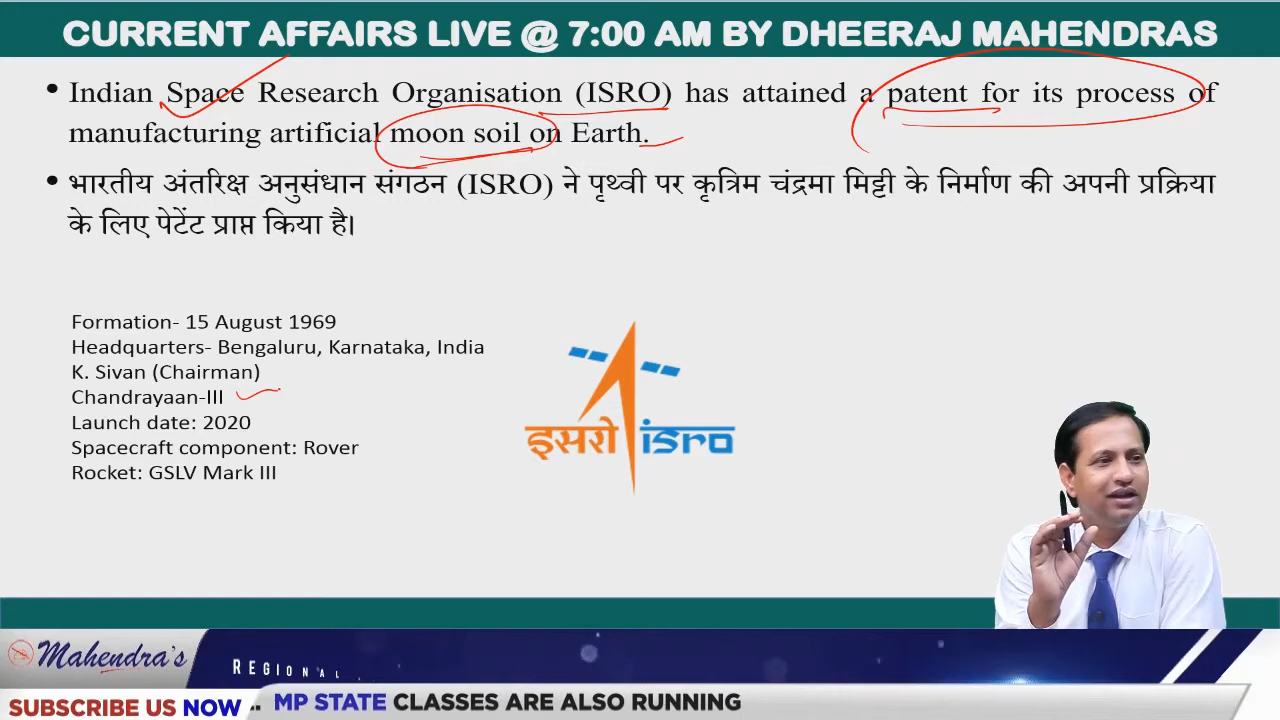 CURRENT AFFAIRS LIVE @ 7:00 AM BY DHEERAJ MAHENDRAS
• Indian Space Research Organisation (ISRO) has attained a patent for its process of
manufacturing artificial moon soil on Earth.
• भारतीय अंतरिक्ष अनुसंधान संगठन (ISRO) ने पृथ्वी पर कृत्रिम चंद्रमा मिट्टी के निर्माण की अपनी प्रक्रिया
के लिए पेटेंट प्राप्त किया है।
Formation- 15 August 1969
Headquarters- Bengaluru, Karnataka, India
K. Sivan (Chairman)
Chandrayaan-III
Launch date: 2020
Spacecraft component: Rover
Rocket: GSLV Mark III
इसरो isro
Mahendra's
REGIONAL
SUBSCRIBE US NOW .. MP STATE CLASSES ARE ALSO RUNNING